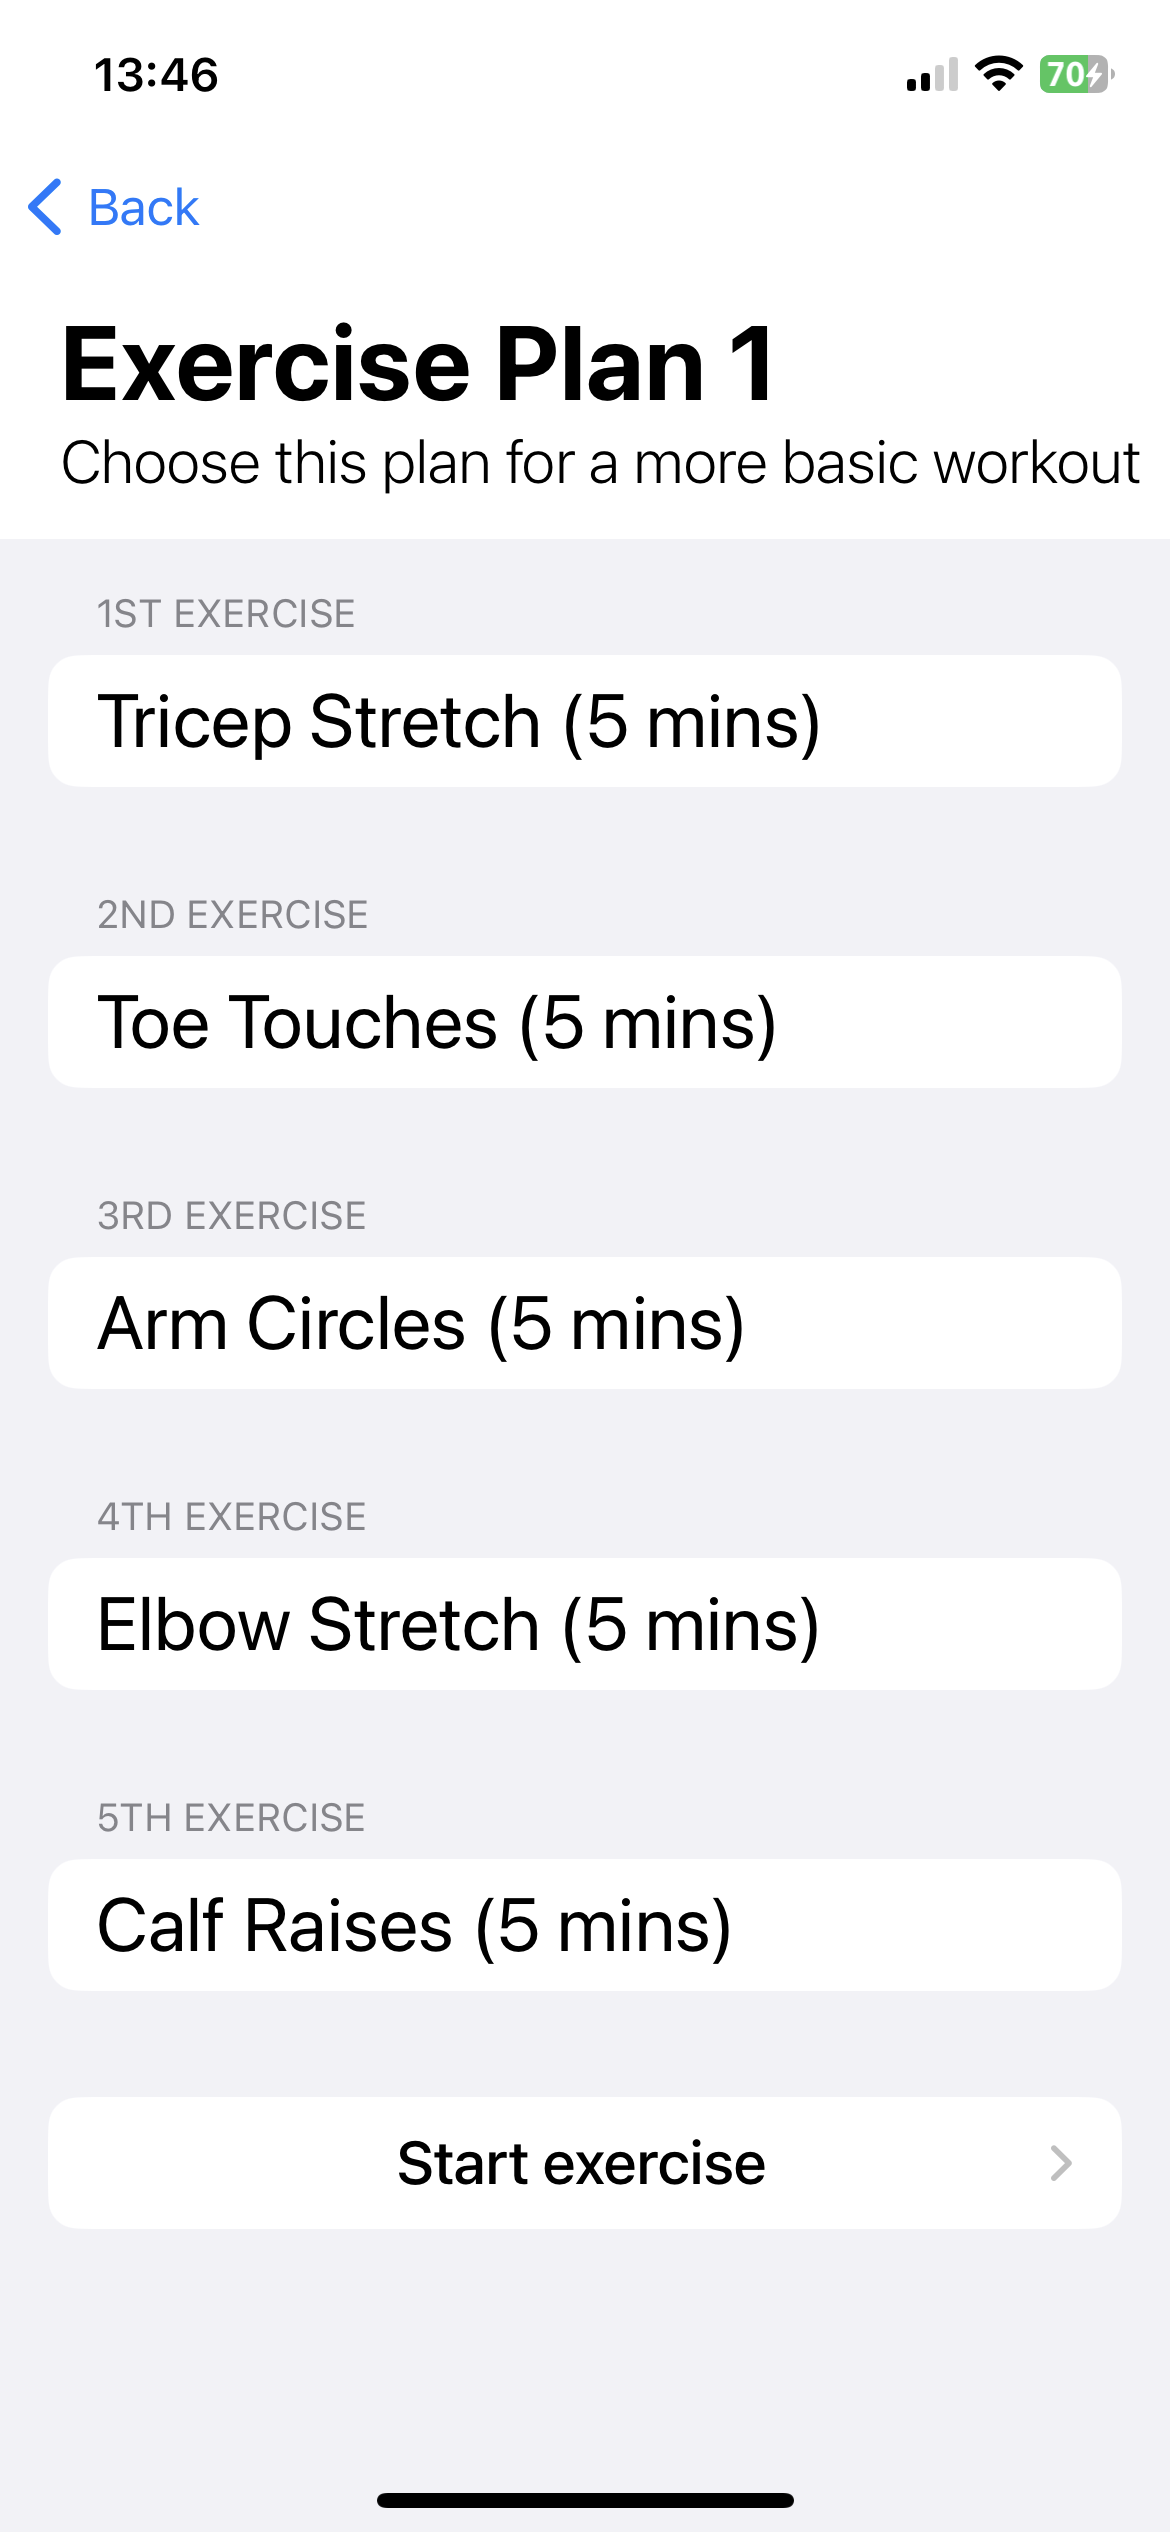 13:46
70
Back
Exercise Plan 1
Choose this plan for a more basic workout
1ST EXERCISE
Tricep Stretch (5 mins)
2ND EXERCISE
Toe Touches (5 mins)
3RD EXERCISE
Arm Circles (5 mins)
4TH EXERCISE
Elbow Stretch (5 mins)
5TH EXERCISE
Calf Raises (5 mins)
Start exercise